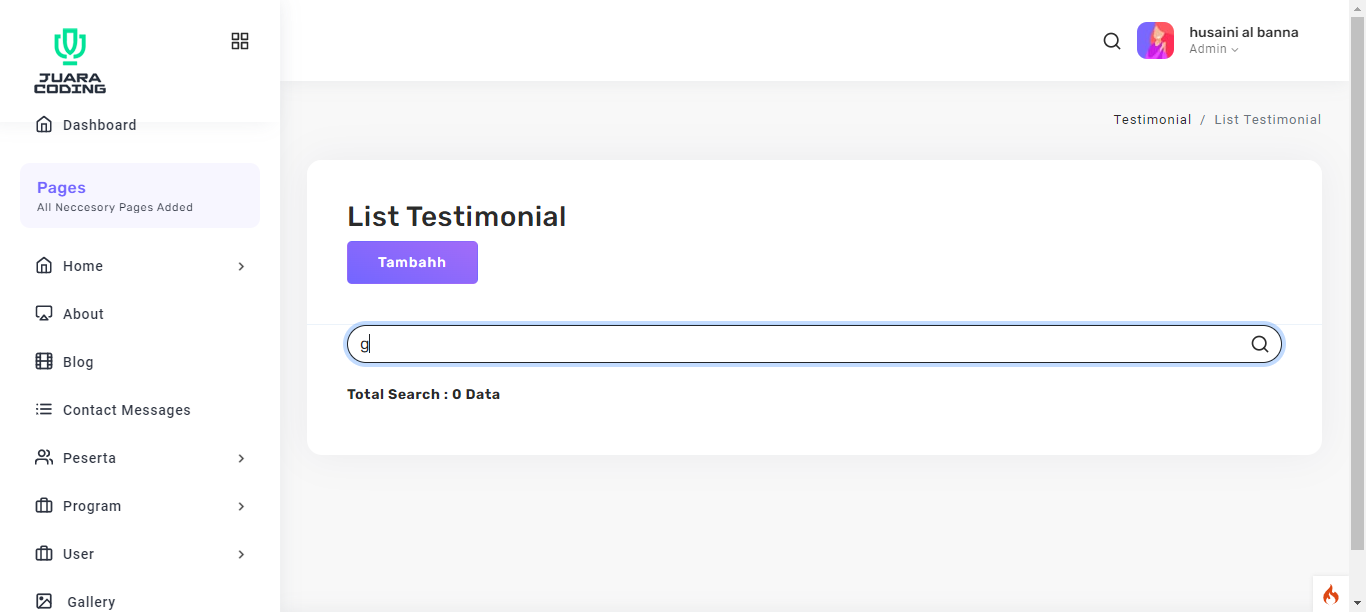 JUARA
CODING
husaini al banna
Admin
Dashboard
Testimonial / List Testimonial
Pages
All Neccesory Pages Added
List Testimonial
Tambahh
Home
About
g
Blog
Total Search : 0 Data
Contact Messages
Peserta
Program
User
Gallery